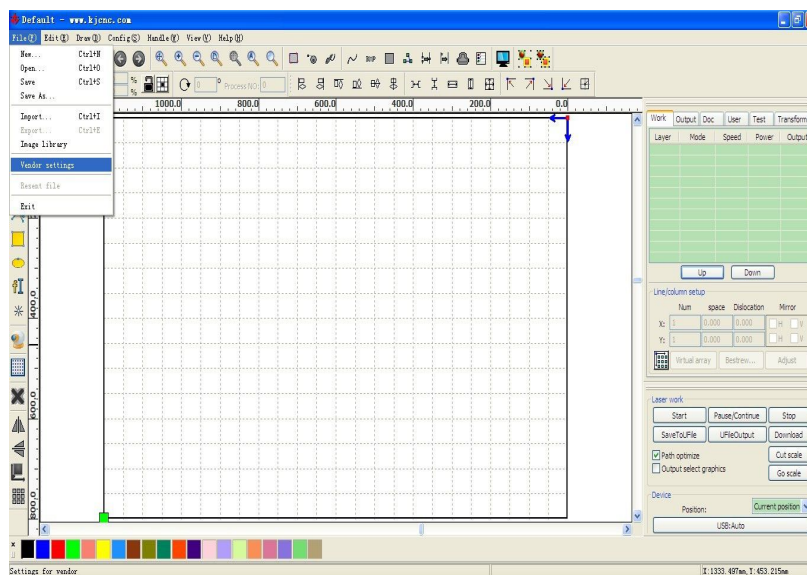 Default - www.kjcnc.com
File(F) Edit(E) Draw(D) Config(S) Handle(W) View(V) Help(H)
New... Ctrl+N
Open... Ctrl+O
Save Ctrl+S
Save As...
Import... Ctrl+I
Export... Ctrl+E
Image library
Vendor settings
Resent file
Exit
%
%
0 ° Process NO: 0
1000.0 800.0 600.0 400.0 200.0 0.0
400.0
600.0
800.0
Work Output Doc User Test Transform
Layer Mode Speed Power Output
Up Down
Line/column setup
Num space Dislocation Mirror
X: 1 0.000 0.000 H V
Y: 1 0.000 0.000 H V
Virtual array Bestrew... Adjust
Laser work
Start Pause/Continue Stop
SaveToUFile UFileOutput Download
Path optimize Cut scale
Output select graphics Go scale
Device
Position: Current position
USB:Auto
X
Settings for vendor X:1333.497mm,Y:453.215mm